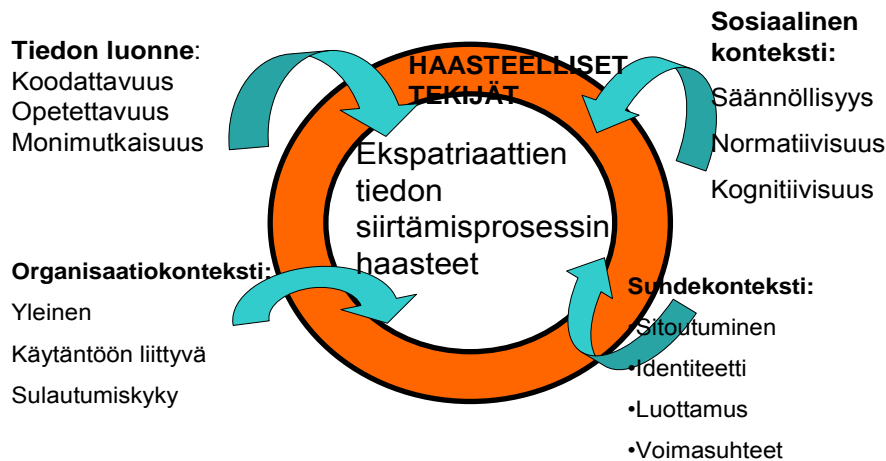 Tiedon luonne:
Koodattavuus
Opetettavuus
Monimutkaisuus
HAASTEELLISET
TEKIJÄT
Sosiaalinen
konteksti:
Säännöllisyys
Normatiivisuus
Kognitiivisuus
Ekspatriaattien
tiedon
siirtämisprosessin
haasteet
Organisaatiokonteksti:
Yleinen
Käytäntöön liittyvä
Sulautumiskyky
Suhdekonteksti:
•Sitoutuminen
•Identiteetti
•Luottamus
•Voimasuhteet